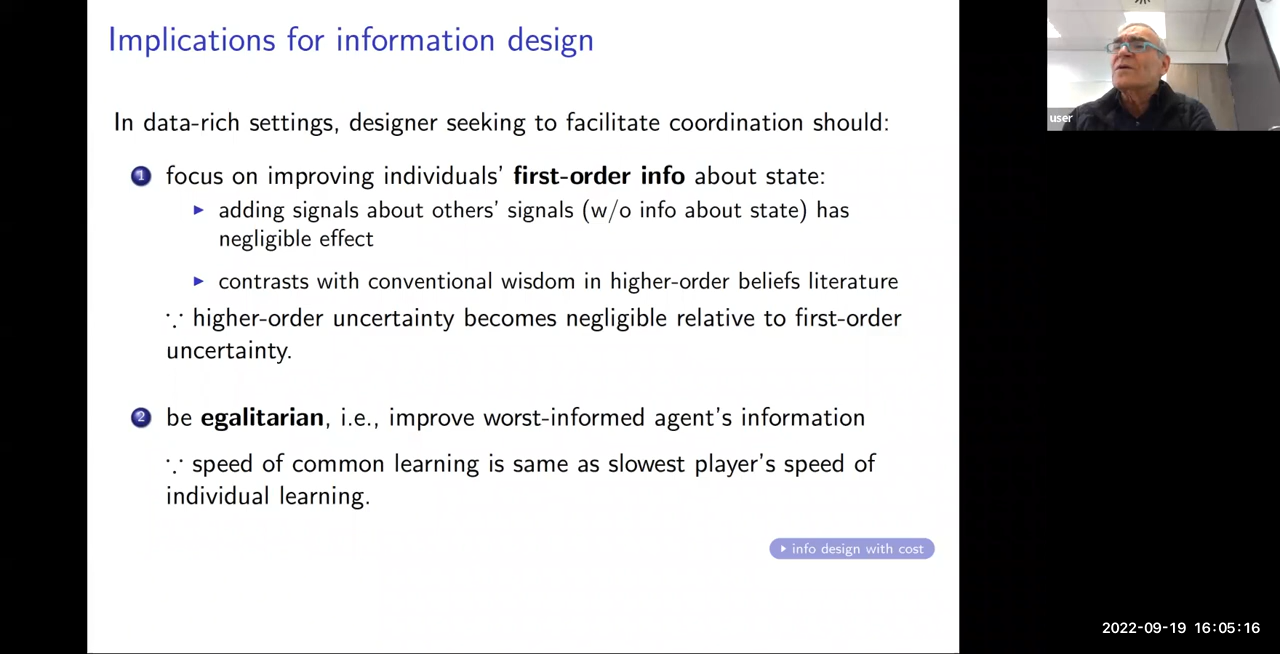 Implications for information design
In data-rich settings, designer seeking to facilitate coordination should:
1 focus on improving individuals' first-order info about state:
▶ adding signals about others' signals (w/o info about state) has
negligible effect
▶ contrasts with conventional wisdom in higher-order beliefs literature
∵ higher-order uncertainty becomes negligible relative to first-order
uncertainty.
2 be egalitarian, i.e., improve worst-informed agent's information
∵ speed of common learning is same as slowest player's speed of
individual learning.
▶ info design with cost
user
2022-09-19 16:05:16